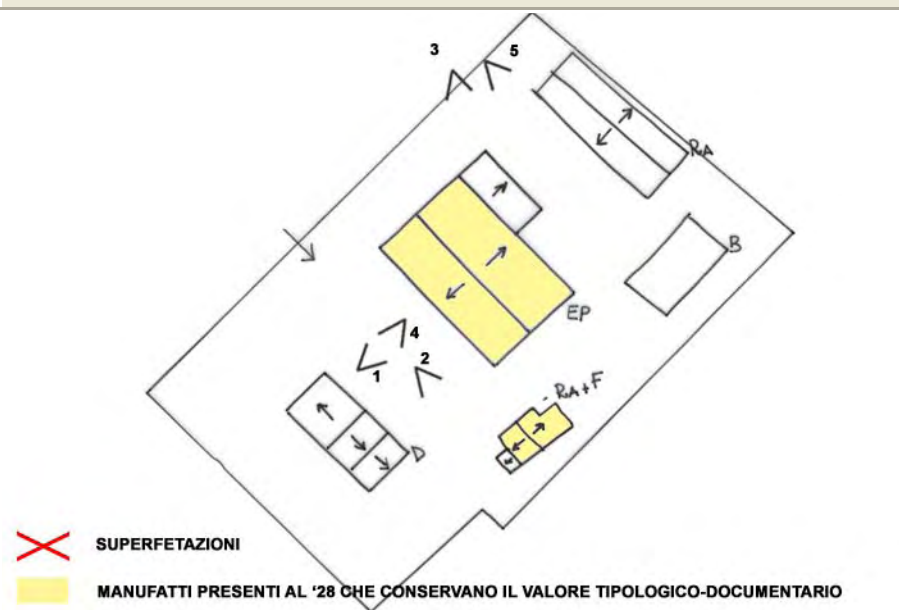 3
5
RA
B
EP
4
2
1
RA+F
D
SUPERFETAZIONI
MANUFATTI PRESENTI AL '28 CHE CONSERVANO IL VALORE TIPOLOGICO-DOCUMENTARIO